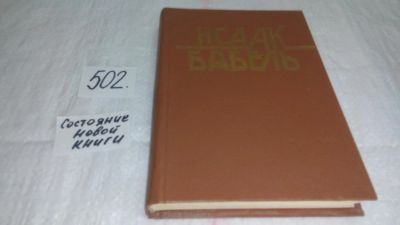 ИСААК
БАБЕЛЬ
502.
Состояние
новой
книги